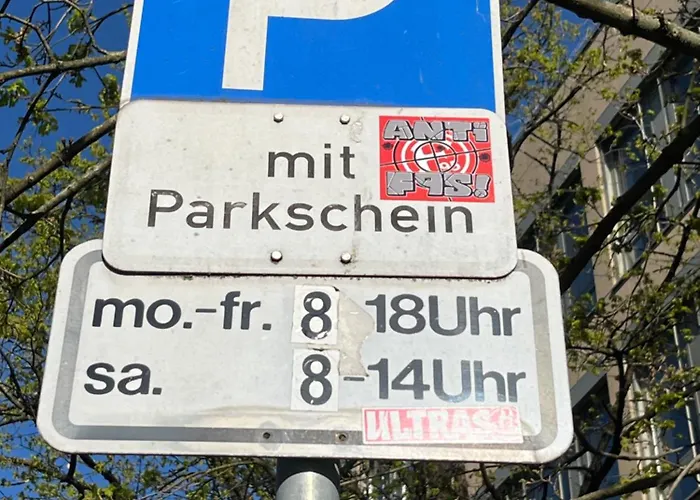 P
ANTi
F95!
mit
Parkschein
mo.-fr. 8-18Uhr
sa. 8-14Uhr
ULTRAS